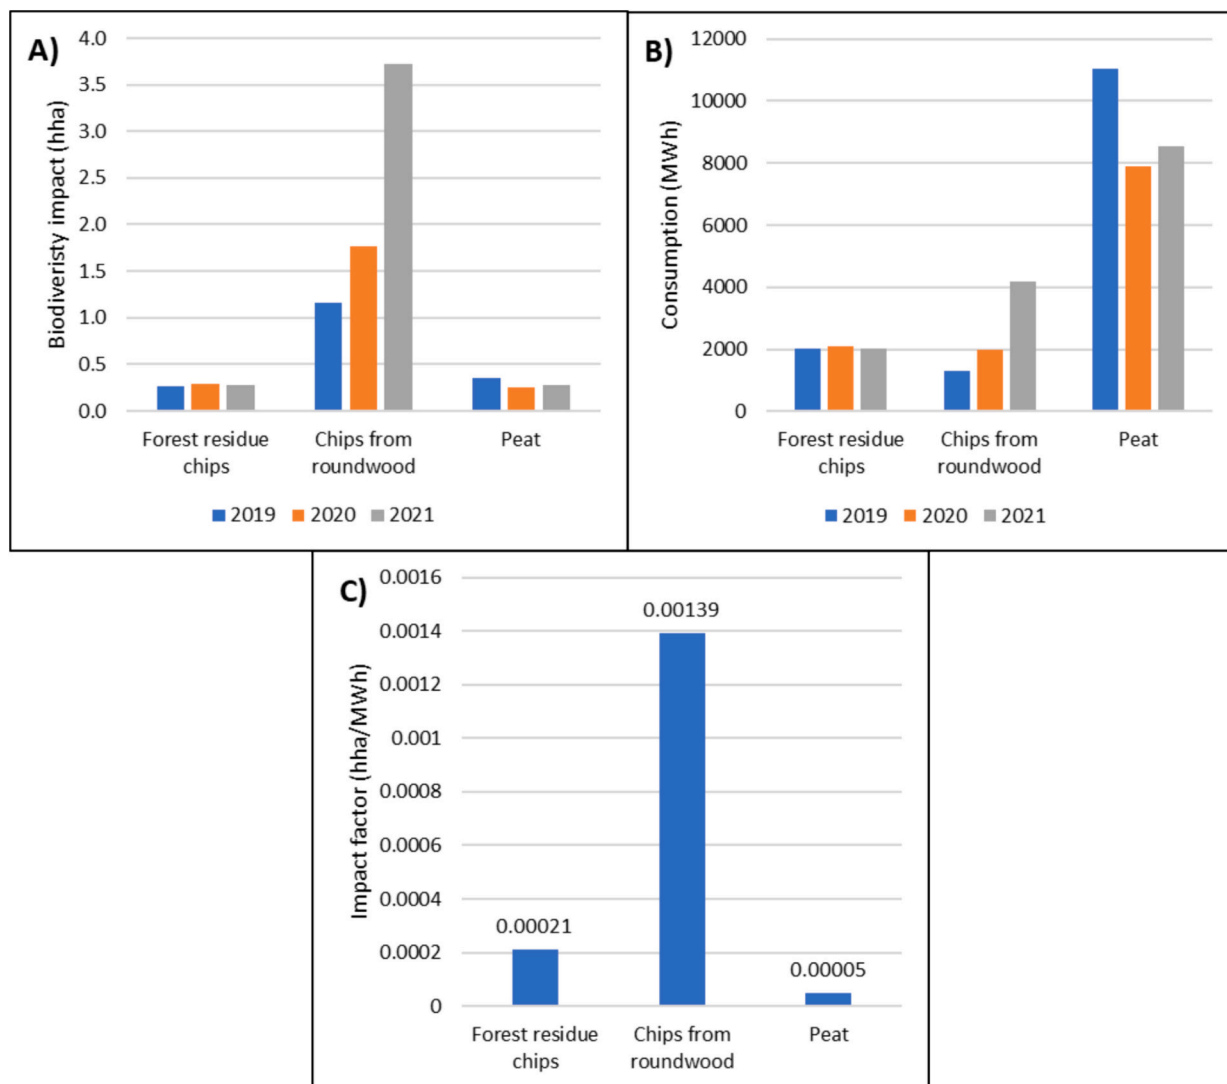 A)
Biodiveristy impact (hha)
4.0
3.5
3.0
2.5
2.0
1.5
1.0
0.5
0.0
Forest residue
chips
Chips from
roundwood
Peat
2019 2020 2021
B)
Consumption (MWh)
12000
10000
8000
6000
4000
2000
0
Forest residue
chips
Chips from
roundwood
Peat
2019 2020 2021
C)
Impact factor (hha/MWh)
0.0016
0.0014
0.0012
0.001
0.0008
0.0006
0.0004
0.0002
0
0.00021
0.00139
0.00005
Forest residue
chips
Chips from
roundwood
Peat